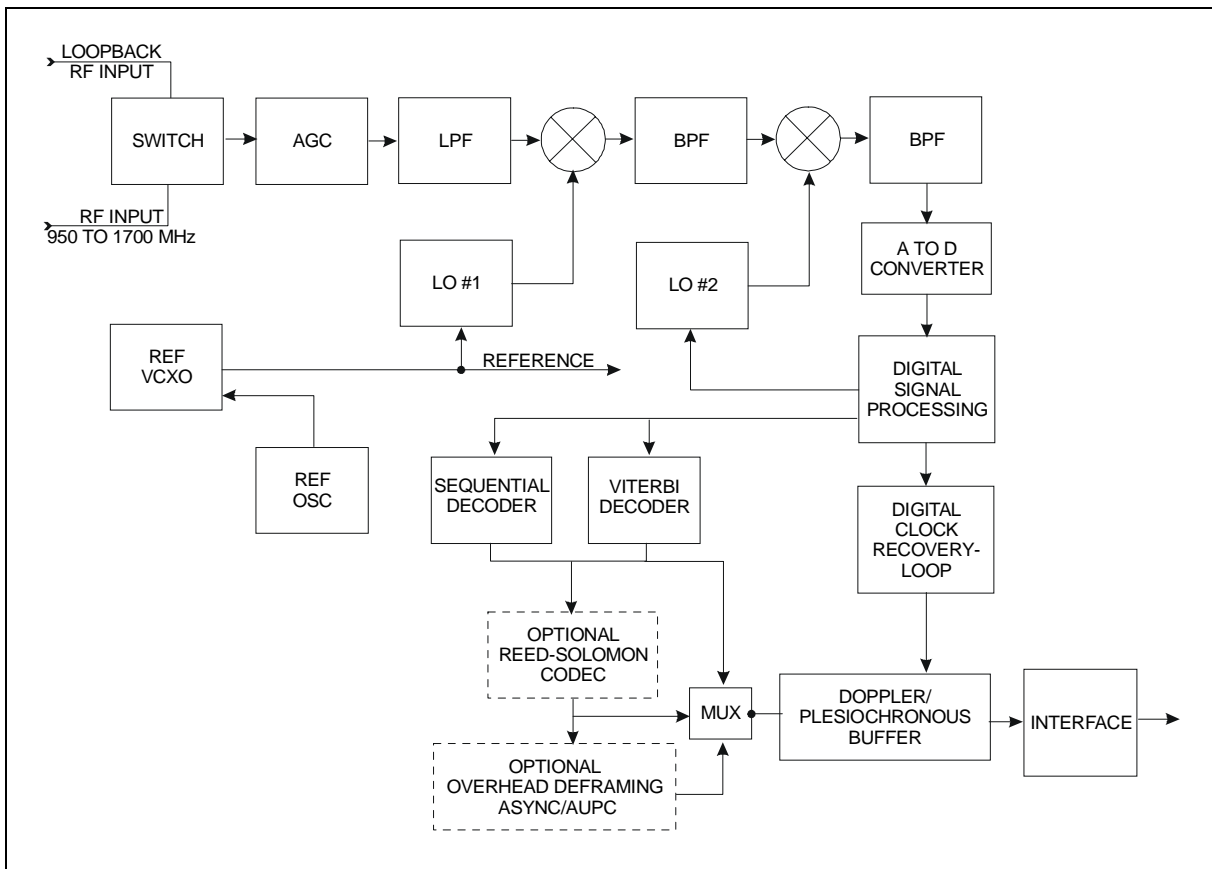 LOOPBACK
RF INPUT
SWITCH
AGC
LPF
BPF
BPF
RF INPUT
950 TO 1700 MHz
A TO D
CONVERTER
LO #1
LO #2
REF
VCXO
REFERENCE
DIGITAL
SIGNAL
PROCESSING
REF
OSC
SEQUENTIAL
DECODER
VITERBI
DECODER
DIGITAL
CLOCK
RECOVERY-
LOOP
OPTIONAL
REED-SOLOMON
CODEC
MUX
DOPPLER/
PLESIOCHRONOUS
BUFFER
INTERFACE
OPTIONAL
OVERHEAD DEFRAMING
ASYNC/AUPC